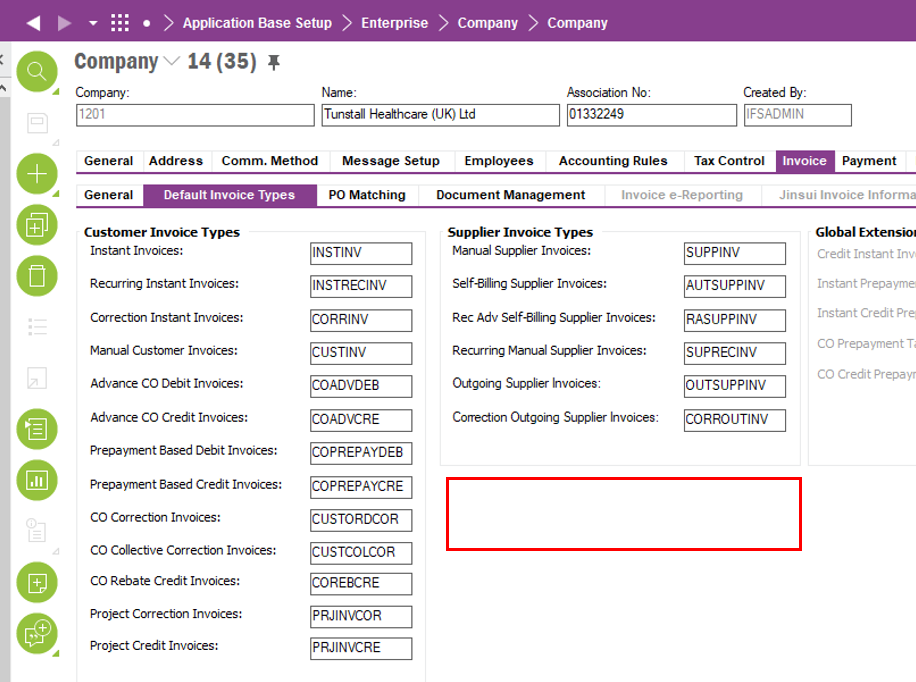 Application Base Setup Enterprise Company Company
Company 14 (35)
Company: Name: Association No: Created By:
1201 Tunstall Healthcare (UK) Ltd 01332249 IFSADMIN
General Address Comm. Method Message Setup Employees Accounting Rules Tax Control Invoice Payment
General Default Invoice Types PO Matching Document Management Invoice e-Reporting Jinsui Invoice Informa
Customer Invoice Types
Instant Invoices: INSTINV
Recurring Instant Invoices: INSTRECINV
Correction Instant Invoices: CORRINV
Manual Customer Invoices: CUSTINV
Advance CO Debit Invoices: COADVDEB
Advance CO Credit Invoices: COADVCRE
Prepayment Based Debit Invoices: COPREPAYDEB
Prepayment Based Credit Invoices: COPREPAYCRE
CO Correction Invoices: CUSTORDCOR
CO Collective Correction Invoices: CUSTCOLCOR
CO Rebate Credit Invoices: COREBCRE
Project Correction Invoices: PRJINVCOR
Project Credit Invoices: PRJINVCRE
Supplier Invoice Types
Manual Supplier Invoices: SUPPINV
Self-Billing Supplier Invoices: AUTSUPPINV
Rec Adv Self-Billing Supplier Invoices: RASUPPINV
Recurring Manual Supplier Invoices: SUPRECINV
Outgoing Supplier Invoices: OUTSUPPINV
Correction Outgoing Supplier Invoices: CORROUTINV
Global Extension
Credit Instant Inv
Instant Prepayme
Instant Credit Prep
CO Prepayment Ta
CO Credit Prepaym